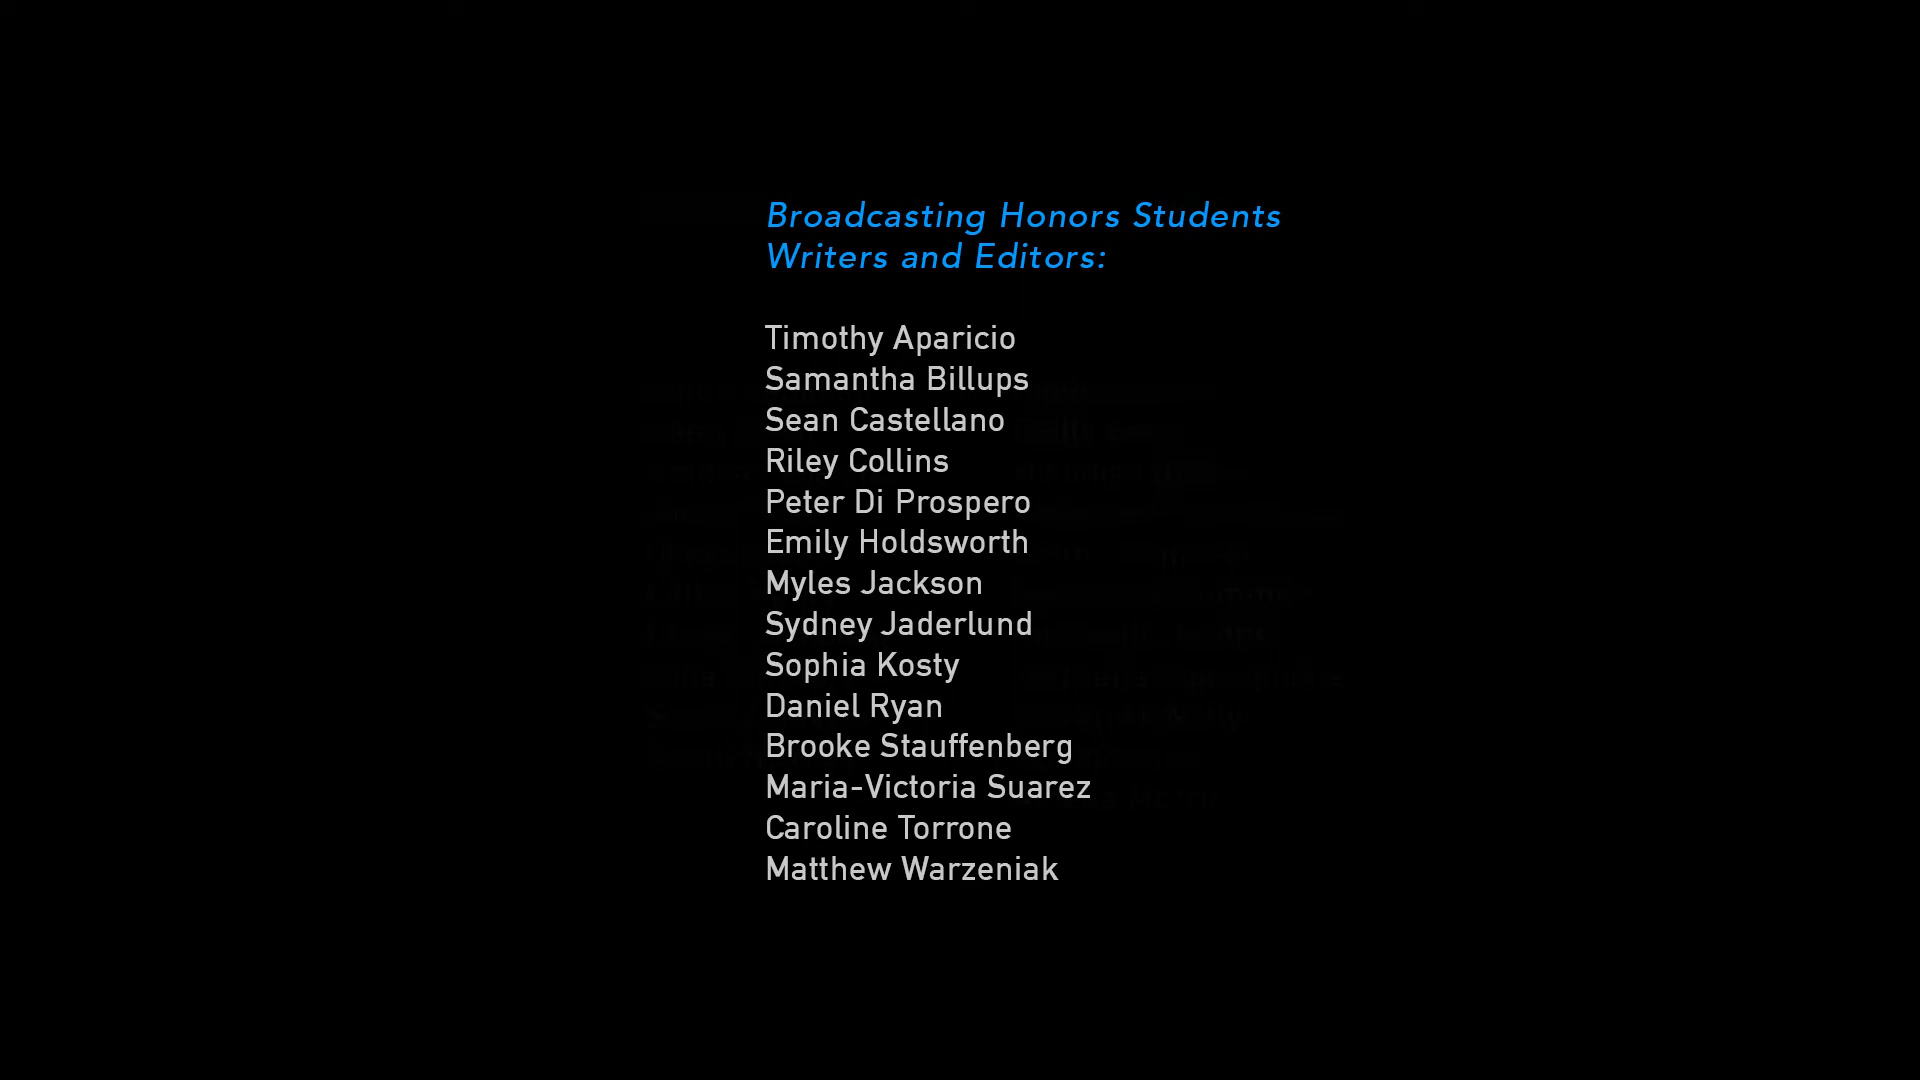 Broadcasting Honors Students
Writers and Editors:
Timothy Aparicio
Samantha Billups
Sean Castellano
Riley Collins
Peter Di Prospero
Emily Holdsworth
Myles Jackson
Sydney Jaderlund
Sophia Kosty
Daniel Ryan
Brooke Stauffenberg
Maria-Victoria Suarez
Caroline Torrone
Matthew Warzeniak